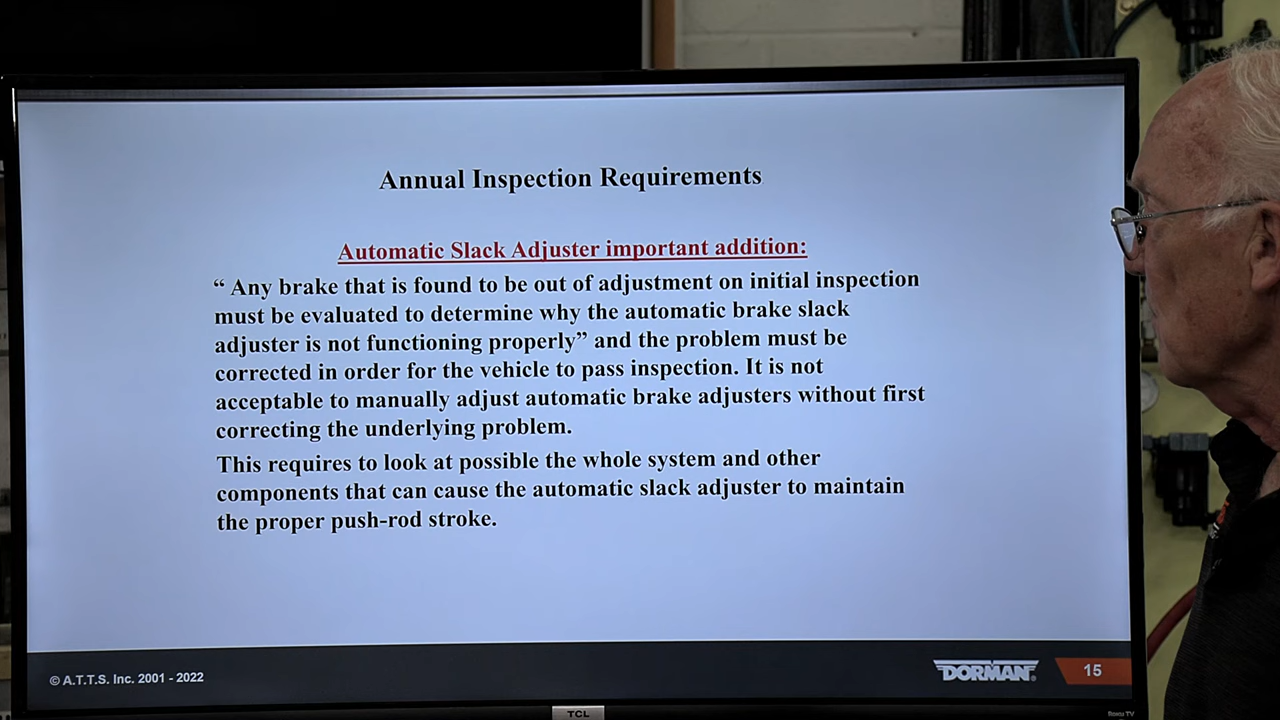 Annual Inspection Requirements
Automatic Slack Adjuster important addition:
“ Any brake that is found to be out of adjustment on initial inspection
must be evaluated to determine why the automatic brake slack
adjuster is not functioning properly” and the problem must be
corrected in order for the vehicle to pass inspection. It is not
acceptable to manually adjust automatic brake adjusters without first
correcting the underlying problem.
This requires to look at possible the whole system and other
components that can cause the automatic slack adjuster to maintain
the proper push-rod stroke.
© A.T.T.S. Inc. 2001 - 2022
DORMAN®
15
TCL
Roku TV